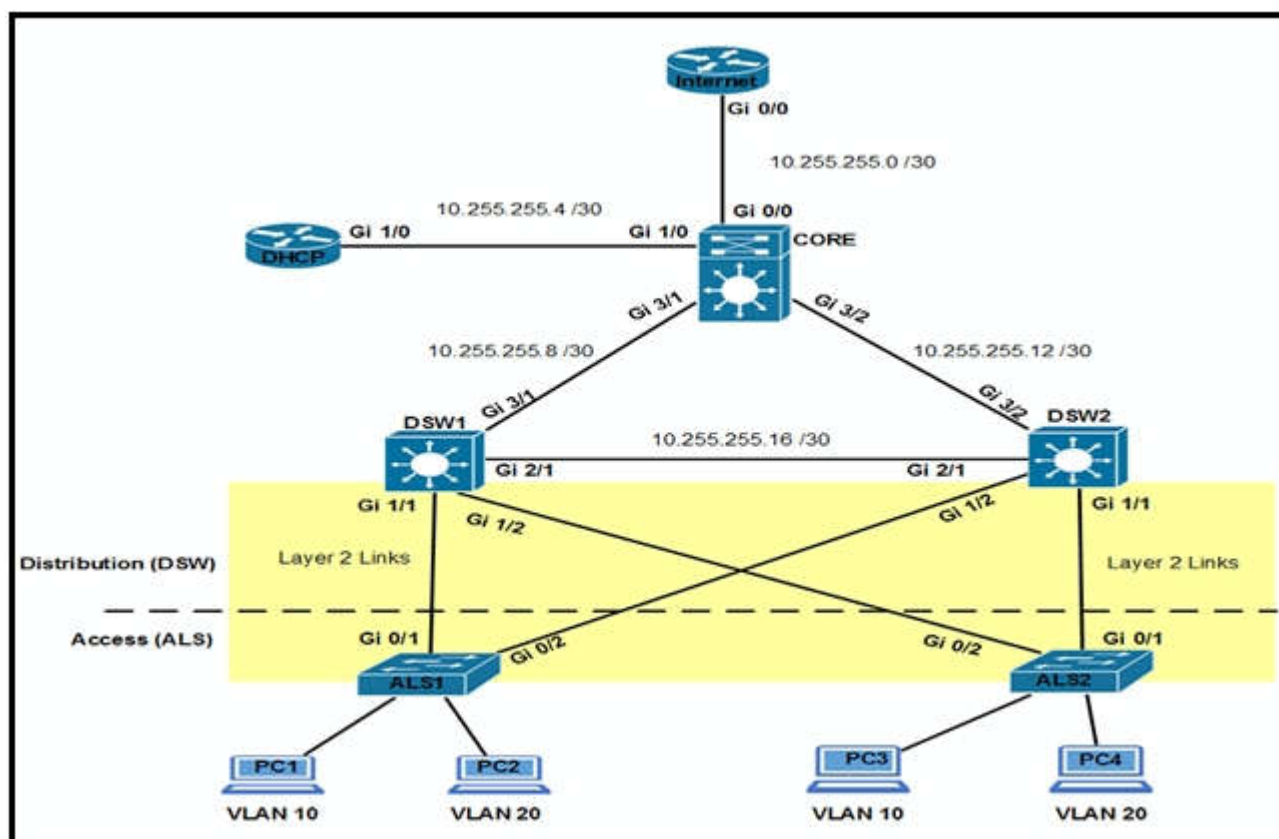 Internet
Gi 0/0
10.255.255.0 /30
10.255.255.4 /30
Gi 0/0
Gi 1/0
Gi 1/0
CORE
DHCP
Gi 3/1
Gi 3/2
10.255.255.8 /30
10.255.255.12 /30
Gi 3/1
Gi 3/2
DSW1
DSW2
10.255.255.16 /30
Gi 2/1
Gi 2/1
Gi 1/1
Gi 1/2
Gi 1/2
Gi 1/1
Distribution (DSW)
Layer 2 Links
Layer 2 Links
Access (ALS)
Gi 0/1
Gi 0/2
Gi 0/2
Gi 0/1
ALS1
ALS2
PC1
PC2
PC3
PC4
VLAN 10
VLAN 20
VLAN 10
VLAN 20